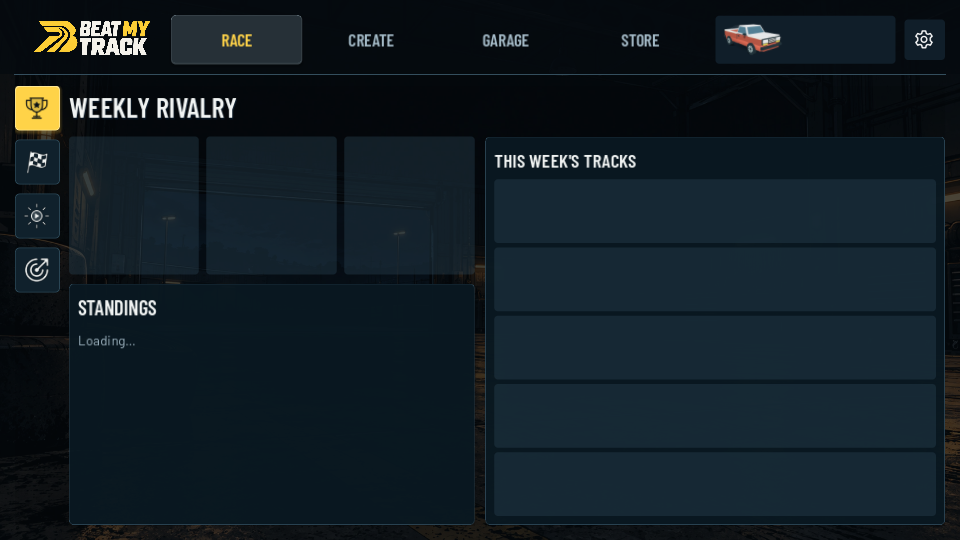 BEAT MY
TRACK
RACE
CREATE
GARAGE
STORE
WEEKLY RIVALRY
THIS WEEK'S TRACKS
STANDINGS
Loading...